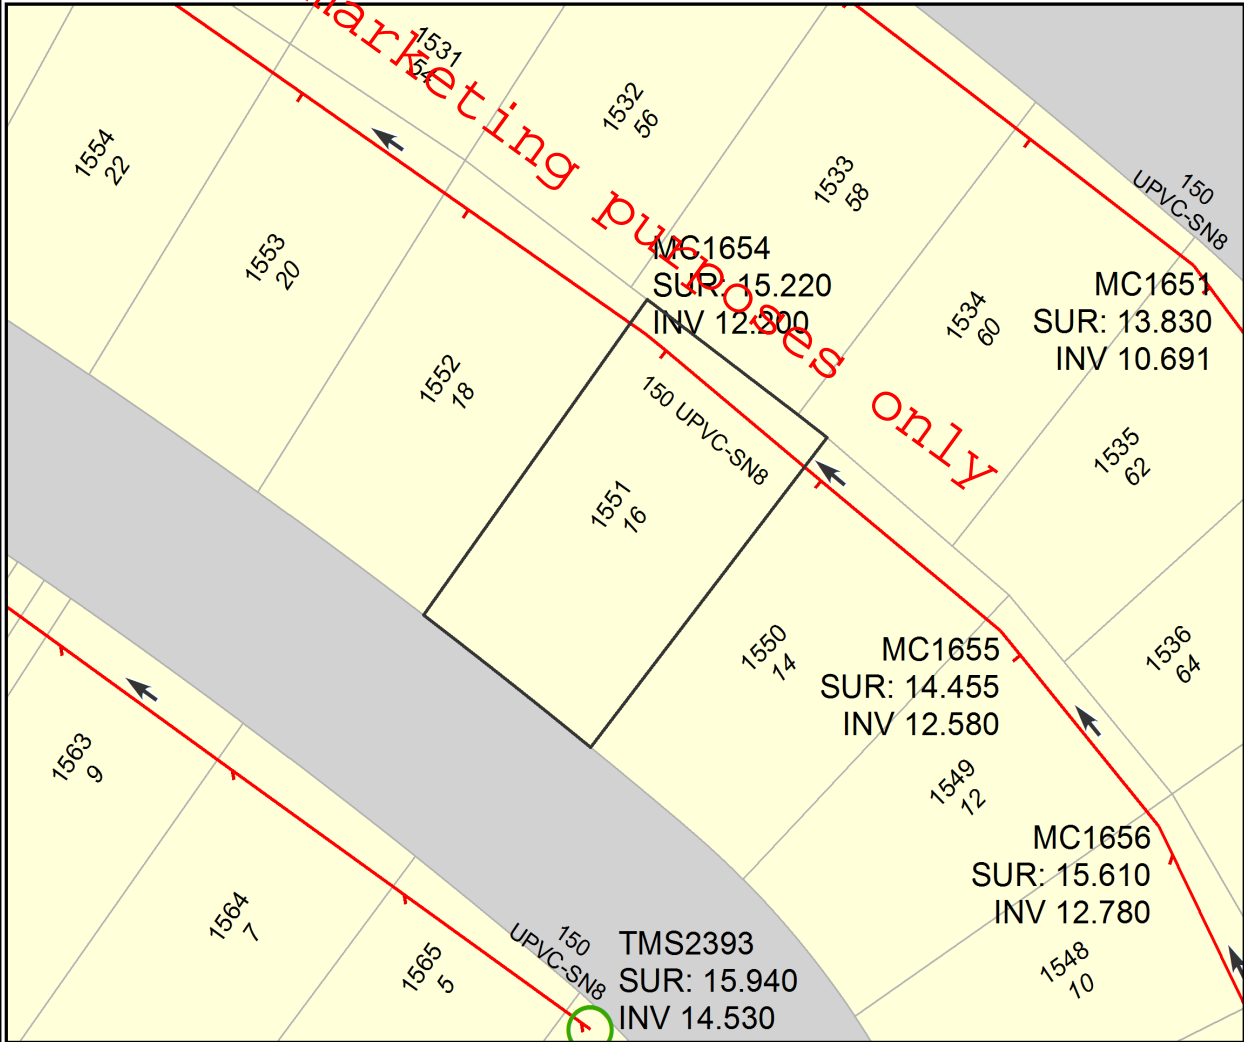 marketing purposes only
1531
54
1532
56
1533
58
1554
22
150
UPVC-SN8
1553
20
MC1654
SUR: 15.220
INV 12.200
MC1651
SUR: 13.830
INV 10.691
1534
60
1552
18
150 UPVC-SN8
1535
62
1551
16
1550
14
MC1655
SUR: 14.455
INV 12.580
1536
64
1563
9
1549
12
MC1656
SUR: 15.610
INV 12.780
1564
7
1565
5
150
UPVC-SN8
TMS2393
SUR: 15.940
INV 14.530
1548
10